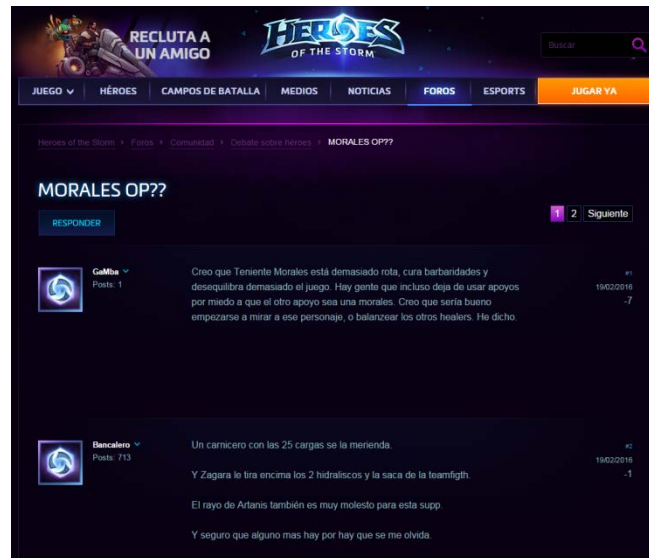 RECLUTA A
UN AMIGO
HEROES
OF THE STORM
Buscar
JUEGO HÉROES CAMPOS DE BATALLA MEDIOS NOTICIAS FOROS ESPORTS JUGAR YA
Heroes of the Storm Foros Comunidad Debate sobre héroes MORALES OP??
MORALES OP??
RESPONDER
1 2 Siguiente
GaMba
Posts: 1
Creo que Teniente Morales está demasiado rota, cura barbaridades y
desequilibra demasiado el juego. Hay gente que incluso deja de usar apoyos
por miedo a que el otro apoyo sea una morales. Creo que sería bueno
empezarse a mirar a ese personaje, o balanzear los otros healers. He dicho.
#1
19/02/2016
-7
Bancalero
Posts: 713
Un carnicero con las 25 cargas se la merienda.
Y Zagara le tira encima los 2 hidraliscos y la saca de la teamfigth.
El rayo de Artanis también es muy molesto para esta supp.
Y seguro que alguno mas hay por hay que se me olvida.
#2
19/02/2016
-1